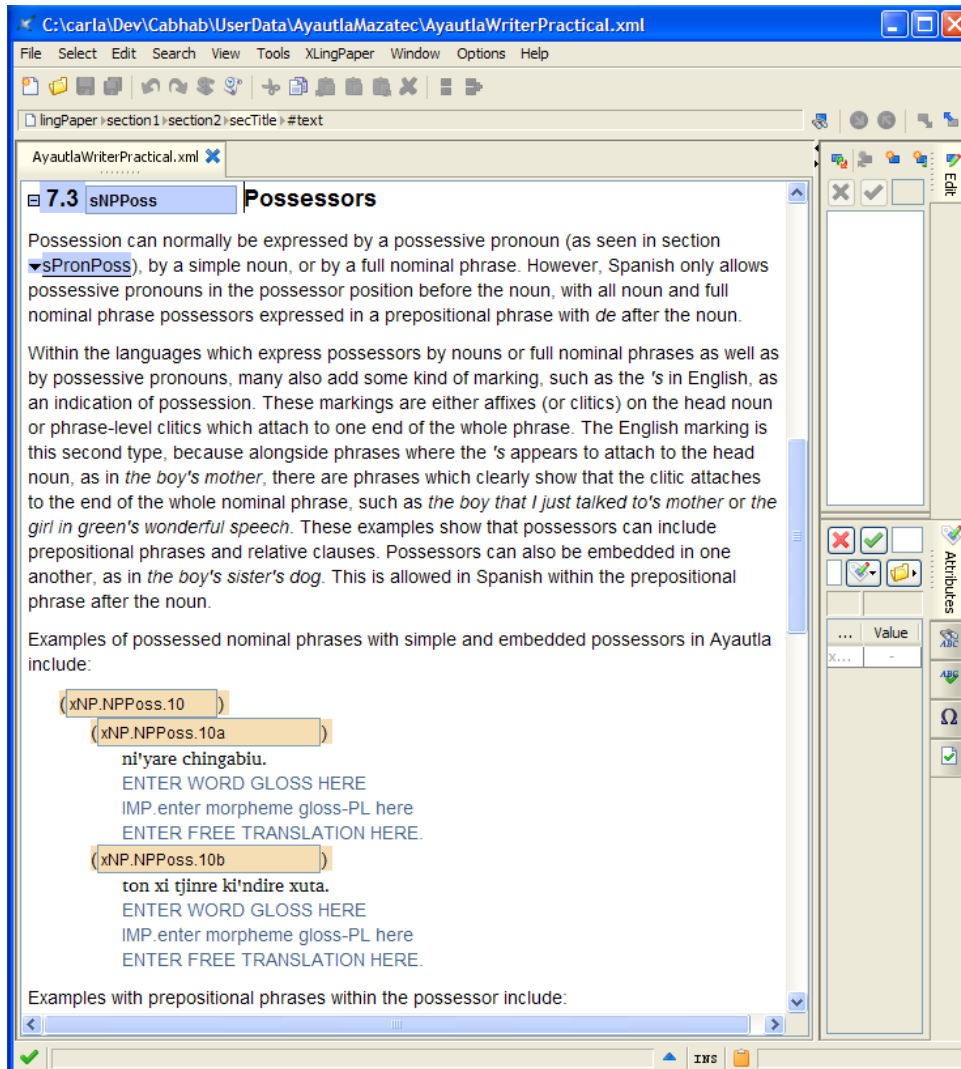 C:\carla\Dev\Cabhab\UserData\AyautlaMazatec\AyautlaWriterPractical.xml
File Select Edit Search View Tools XLingPaper Window Options Help
lingPaper section1 section2 secTitle #text
AyautlaWriterPractical.xml
Edit
7.3 sNPPoss Possessors
Possession can normally be expressed by a possessive pronoun (as seen in section
sPronPoss), by a simple noun, or by a full nominal phrase. However, Spanish only allows
possessive pronouns in the possessor position before the noun, with all noun and full
nominal phrase possessors expressed in a prepositional phrase with de after the noun.
Within the languages which express possessors by nouns or full nominal phrases as well as
by possessive pronouns, many also add some kind of marking, such as the 's in English, as
an indication of possession. These markings are either affixes (or clitics) on the head noun
or phrase-level clitics which attach to one end of the whole phrase. The English marking is
this second type, because alongside phrases where the 's appears to attach to the head
noun, as in the boy's mother, there are phrases which clearly show that the clitic attaches
to the end of the whole nominal phrase, such as the boy that I just talked to's mother or the
girl in green's wonderful speech. These examples show that possessors can include
prepositional phrases and relative clauses. Possessors can also be embedded in one
another, as in the boy's sister's dog. This is allowed in Spanish within the prepositional
phrase after the noun.
Examples of possessed nominal phrases with simple and embedded possessors in Ayautla
include:
(xNP.NPPoss.10)
(xNP.NPPoss.10a)
ni'yare chingabiu.
ENTER WORD GLOSS HERE
IMP.enter morpheme gloss-PL here
ENTER FREE TRANSLATION HERE.
(xNP.NPPoss.10b)
ton xi tjinre ki'ndire xuta.
ENTER WORD GLOSS HERE
IMP.enter morpheme gloss-PL here
ENTER FREE TRANSLATION HERE.
Examples with prepositional phrases within the possessor include:
Attributes
... Value
x... -
ABC
ABC
Ω
INS